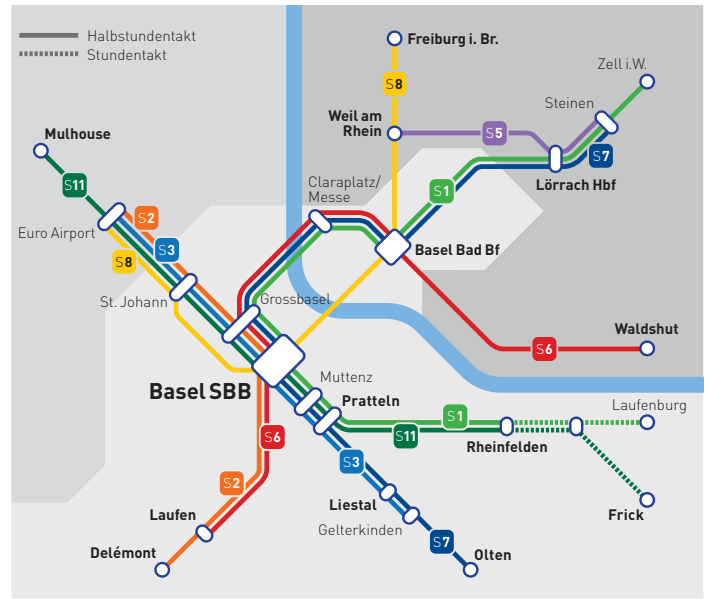 Halbstundentakt
Stundentakt
Freiburg i. Br.
Zell i.W.
S8
Steinen
Weil am
Rhein
S5
Mulhouse
S7
S11
Claraplatz/
Messe
Lörrach Hbf
S1
S2
Euro Airport
S3
Basel Bad Bf
S8
St. Johann
Grossbasel
Waldshut
S6
Muttenz
Basel SBB
Pratteln
Laufenburg
S1
S6
S11
Rheinfelden
S3
S2
Liestal
Laufen
Frick
Gelterkinden
S7
Delémont
Olten